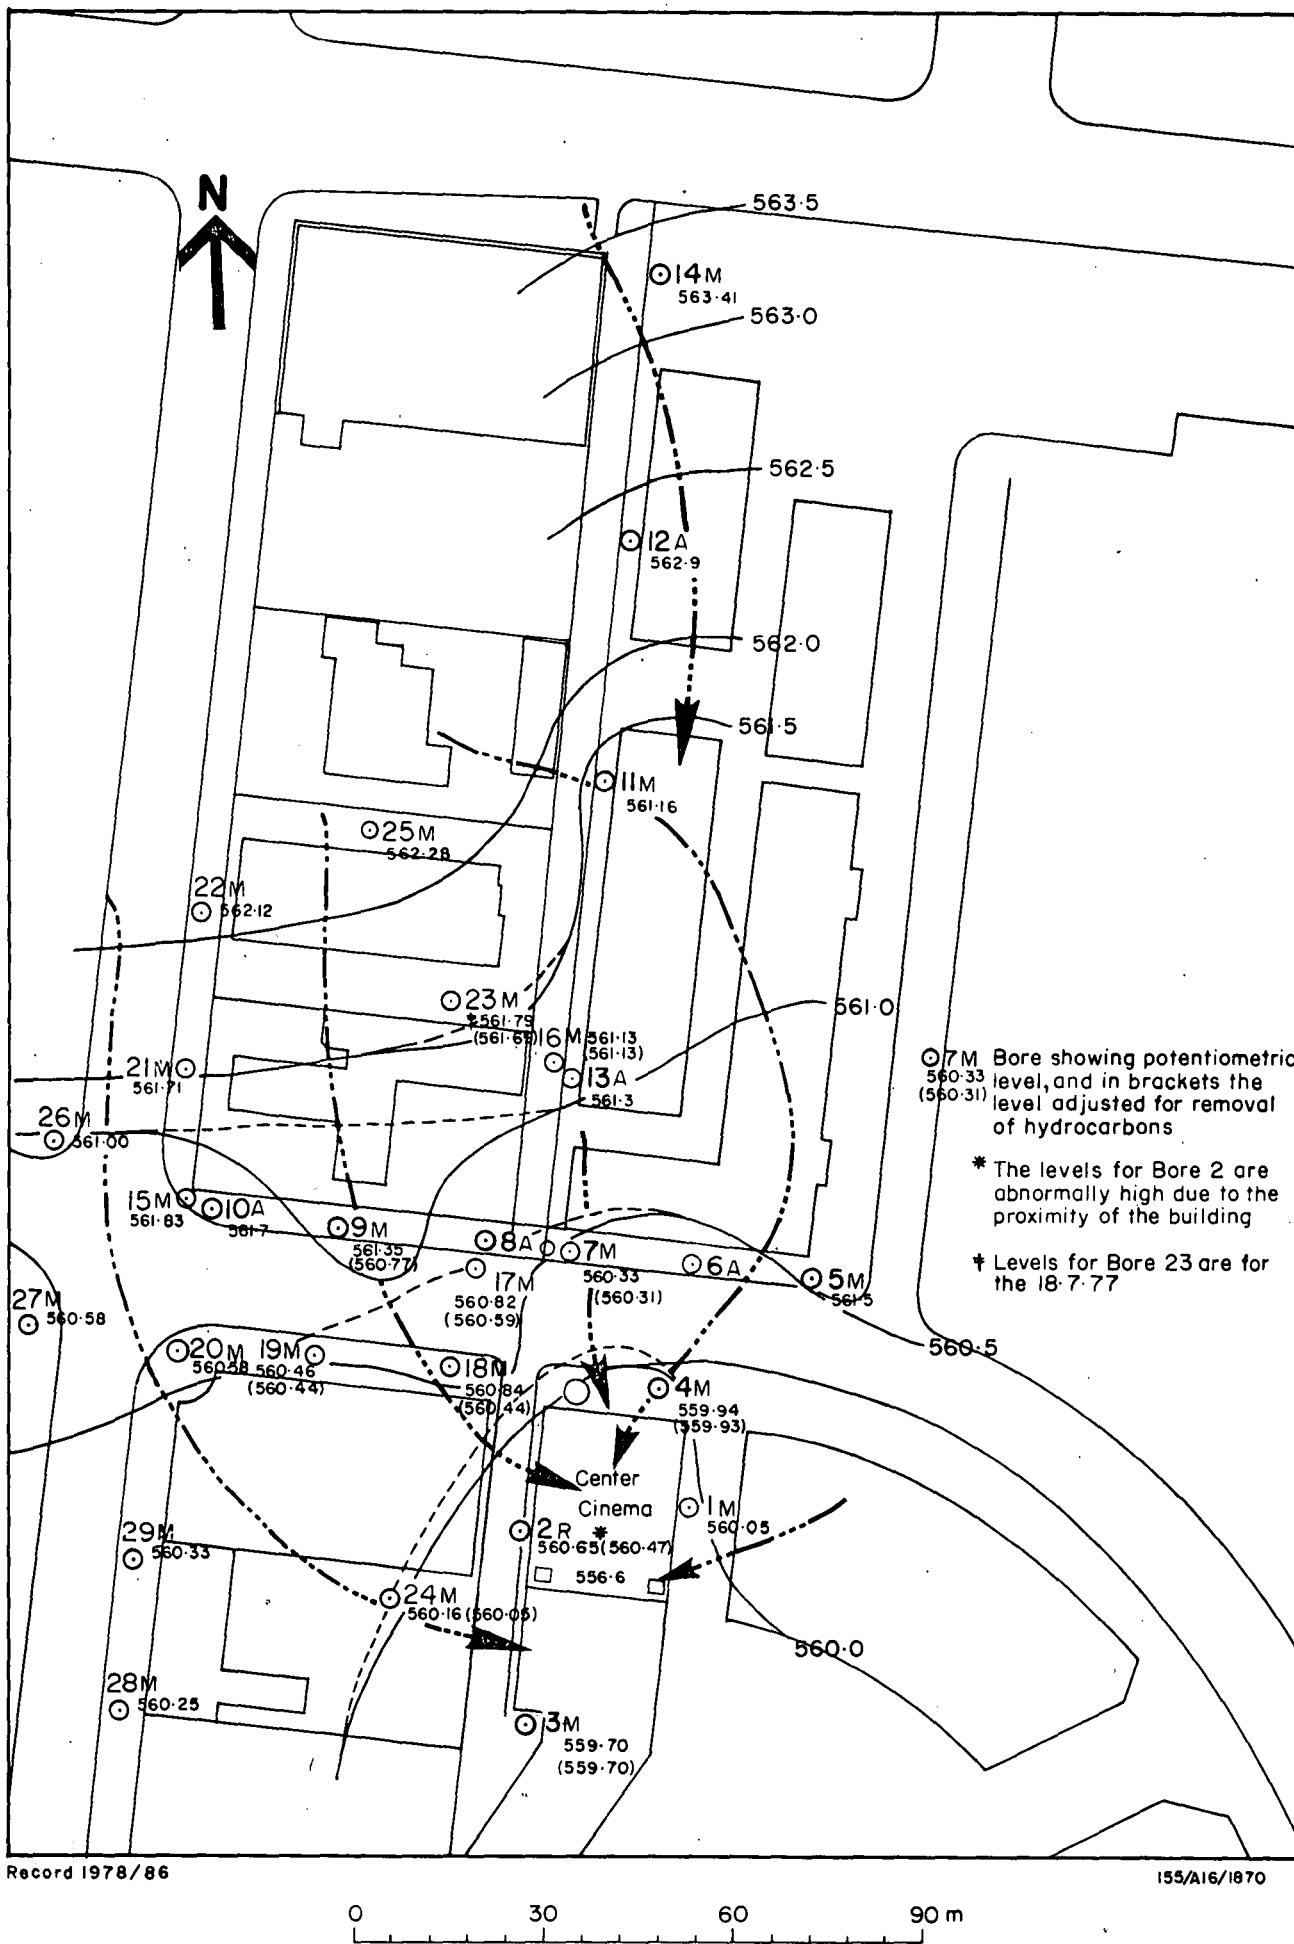 N
563·5
14M
563·41
563·0
562·5
12A
562·9
562·0
561·5
11M
561·16
25M
562·28
22M
562·12
23M
‡561·79
(561·69)
16M 561·13
(561·13)
561·0
21M
561·71
13A
561·3
26M
561·00
7M
560·33
(560·31)
Bore showing potentiometric
level, and in brackets the
level adjusted for removal
of hydrocarbons
* The levels for Bore 2 are
abnormally high due to the
proximity of the building
‡ Levels for Bore 23 are for
the 18·7·77
15M
561·83
10A
561·7
9M
561·35
(560·77)
8A
7M
560·33
(560·31)
6A
5M
561·5
17M
560·82
(560·59)
27M
560·58
560·5
20M
560·58
19M
560·46
(560·44)
18M
560·84
(560·44)
4M
559·94
(559·93)
Center
Cinema
*
1M
560·05
2R
560·65(560·47)
556·6
29M
560·33
24M
560·16(560·05)
560·0
28M
560·25
3M
559·70
(559·70)
Record 1978/86
155/A16/1870
0 30 60 90 m